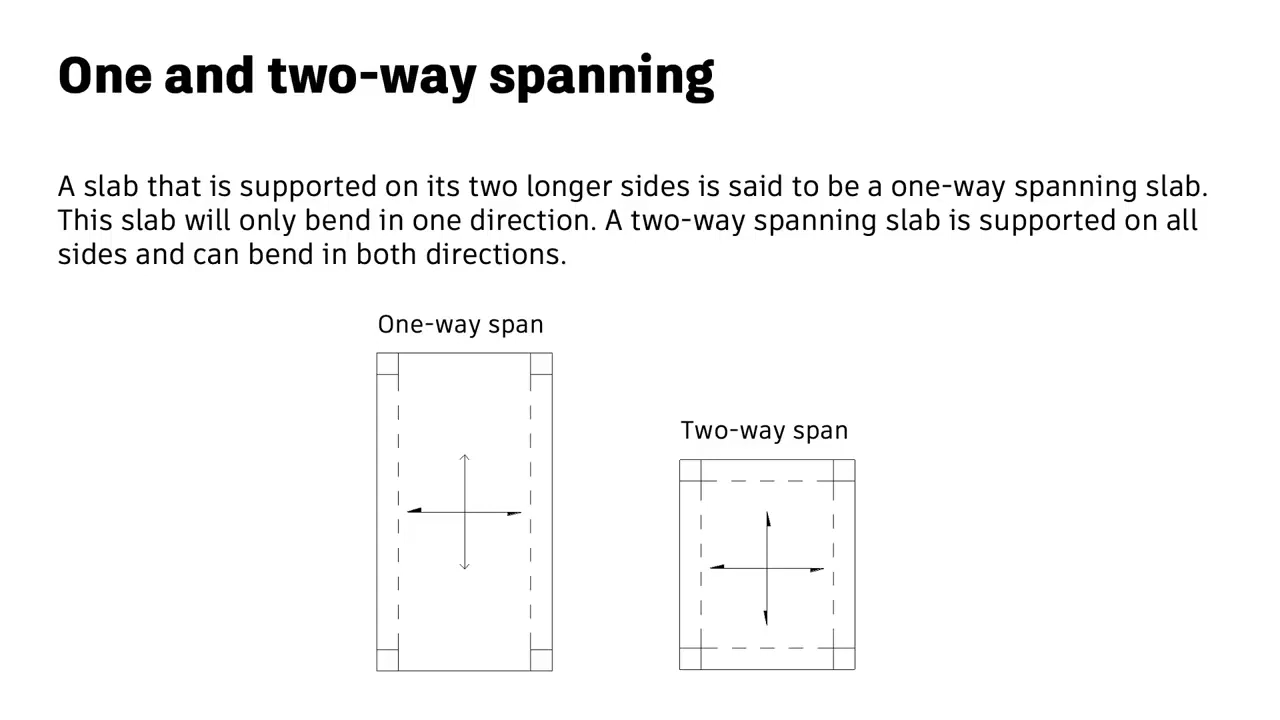 One and two-way spanning
A slab that is supported on its two longer sides is said to be a one-way spanning slab.
This slab will only bend in one direction. A two-way spanning slab is supported on all
sides and can bend in both directions.
One-way span
Two-way span